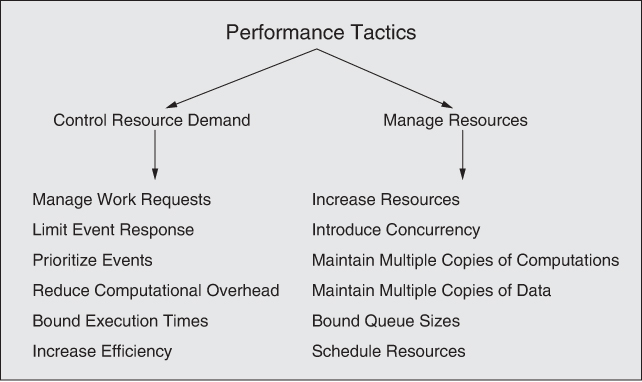 Performance Tactics
Control Resource Demand
Manage Work Requests
Limit Event Response
Prioritize Events
Reduce Computational Overhead
Bound Execution Times
Increase Efficiency
Manage Resources
Increase Resources
Introduce Concurrency
Maintain Multiple Copies of Computations
Maintain Multiple Copies of Data
Bound Queue Sizes
Schedule Resources